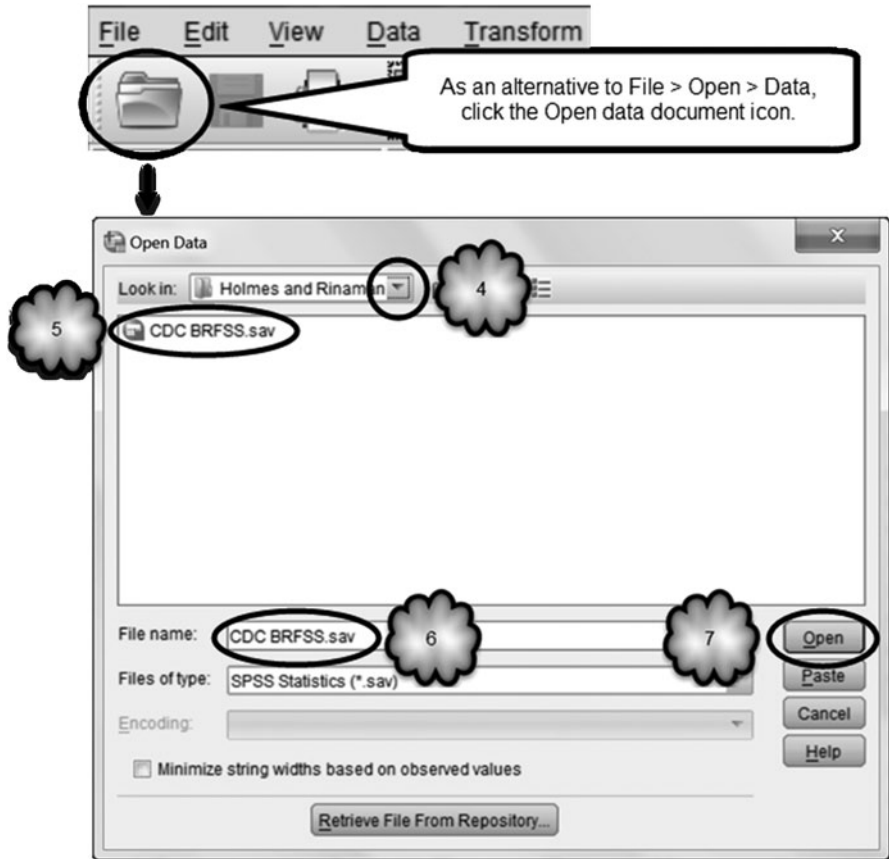 File Edit View Data Transform
As an alternative to File > Open > Data,
click the Open data document icon.
Open Data
Look in: Holmes and Rinaman
4
5
CDC BRFSS.sav
File name: CDC BRFSS.sav
6
7
Open
Files of type: SPSS Statistics (*.sav)
Paste
Encoding:
Cancel
Minimize string widths based on observed values
Help
Retrieve File From Repository...